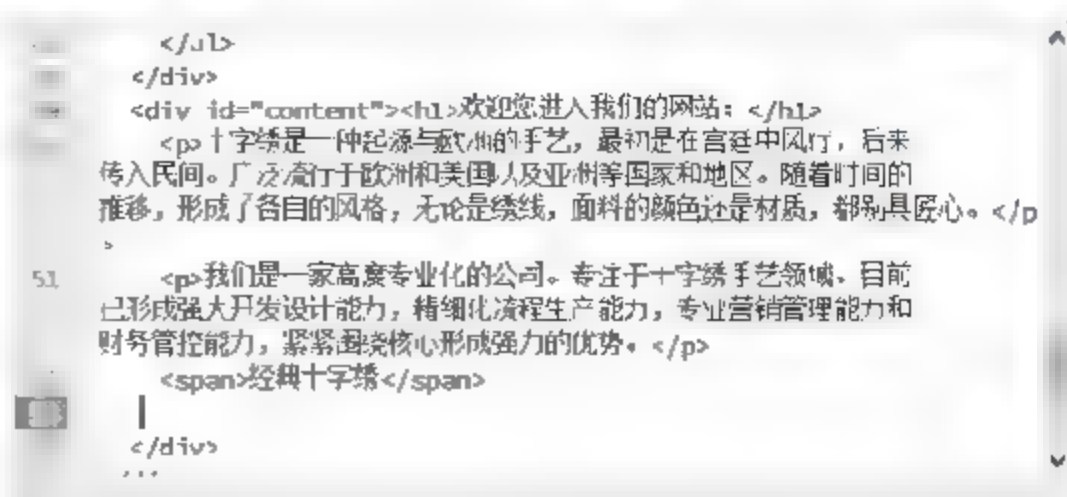 </ul>
</div>
<div id="content"><h1>欢迎您进入我们的网站：</h1>
<p>十字绣是一种起源与欧洲的手艺，最初是在宫廷中风行，后来
传入民间。广泛流行于欧洲和美国以及亚洲等国家和地区。随着时间的
推移，形成了各自的风格，无论是绣线，面料的颜色还是材质，都别具匠心。</p
>
51 <p>我们是一家高度专业化的公司。专注于十字绣手艺领域，目前
已形成强大开发设计能力，精细化流程生产能力，专业营销管理能力和
财务管控能力，紧紧围绕核心形成强力的优势。</p>
<span>经典十字绣</span>
</div>